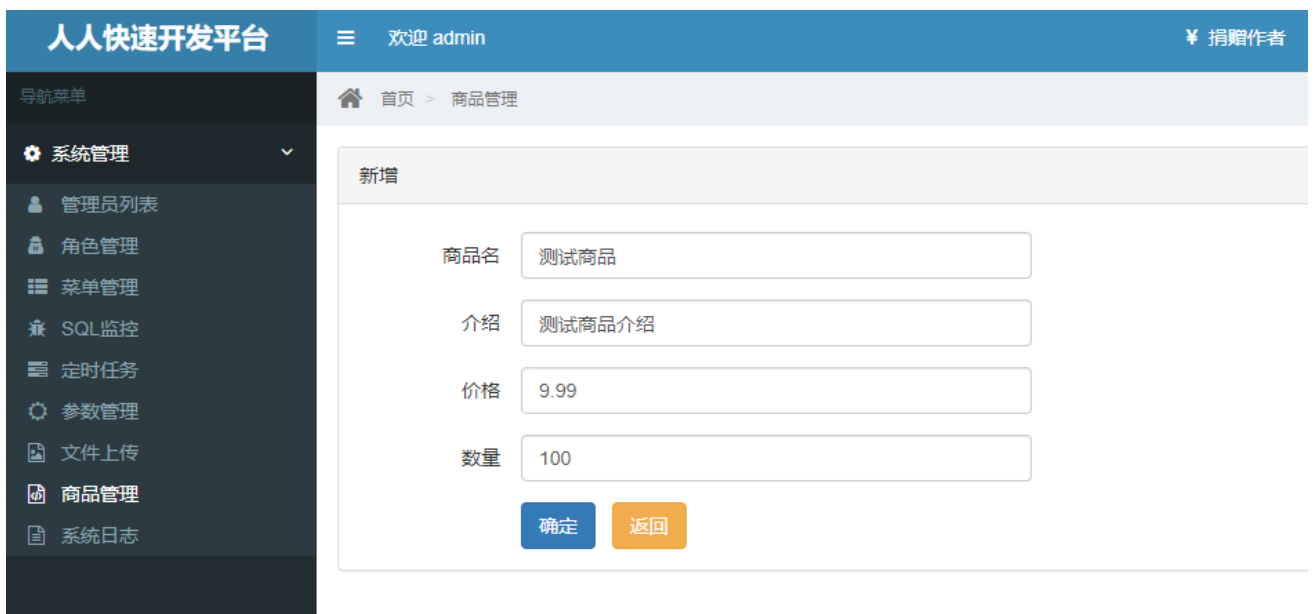 人人快速开发平台
欢迎 admin
¥ 捐赠作者
导航菜单
首页 > 商品管理
系统管理
管理员列表
角色管理
菜单管理
SQL监控
定时任务
参数管理
文件上传
商品管理
系统日志
新增
商品名 测试商品
介绍 测试商品介绍
价格 9.99
数量 100
确定 返回